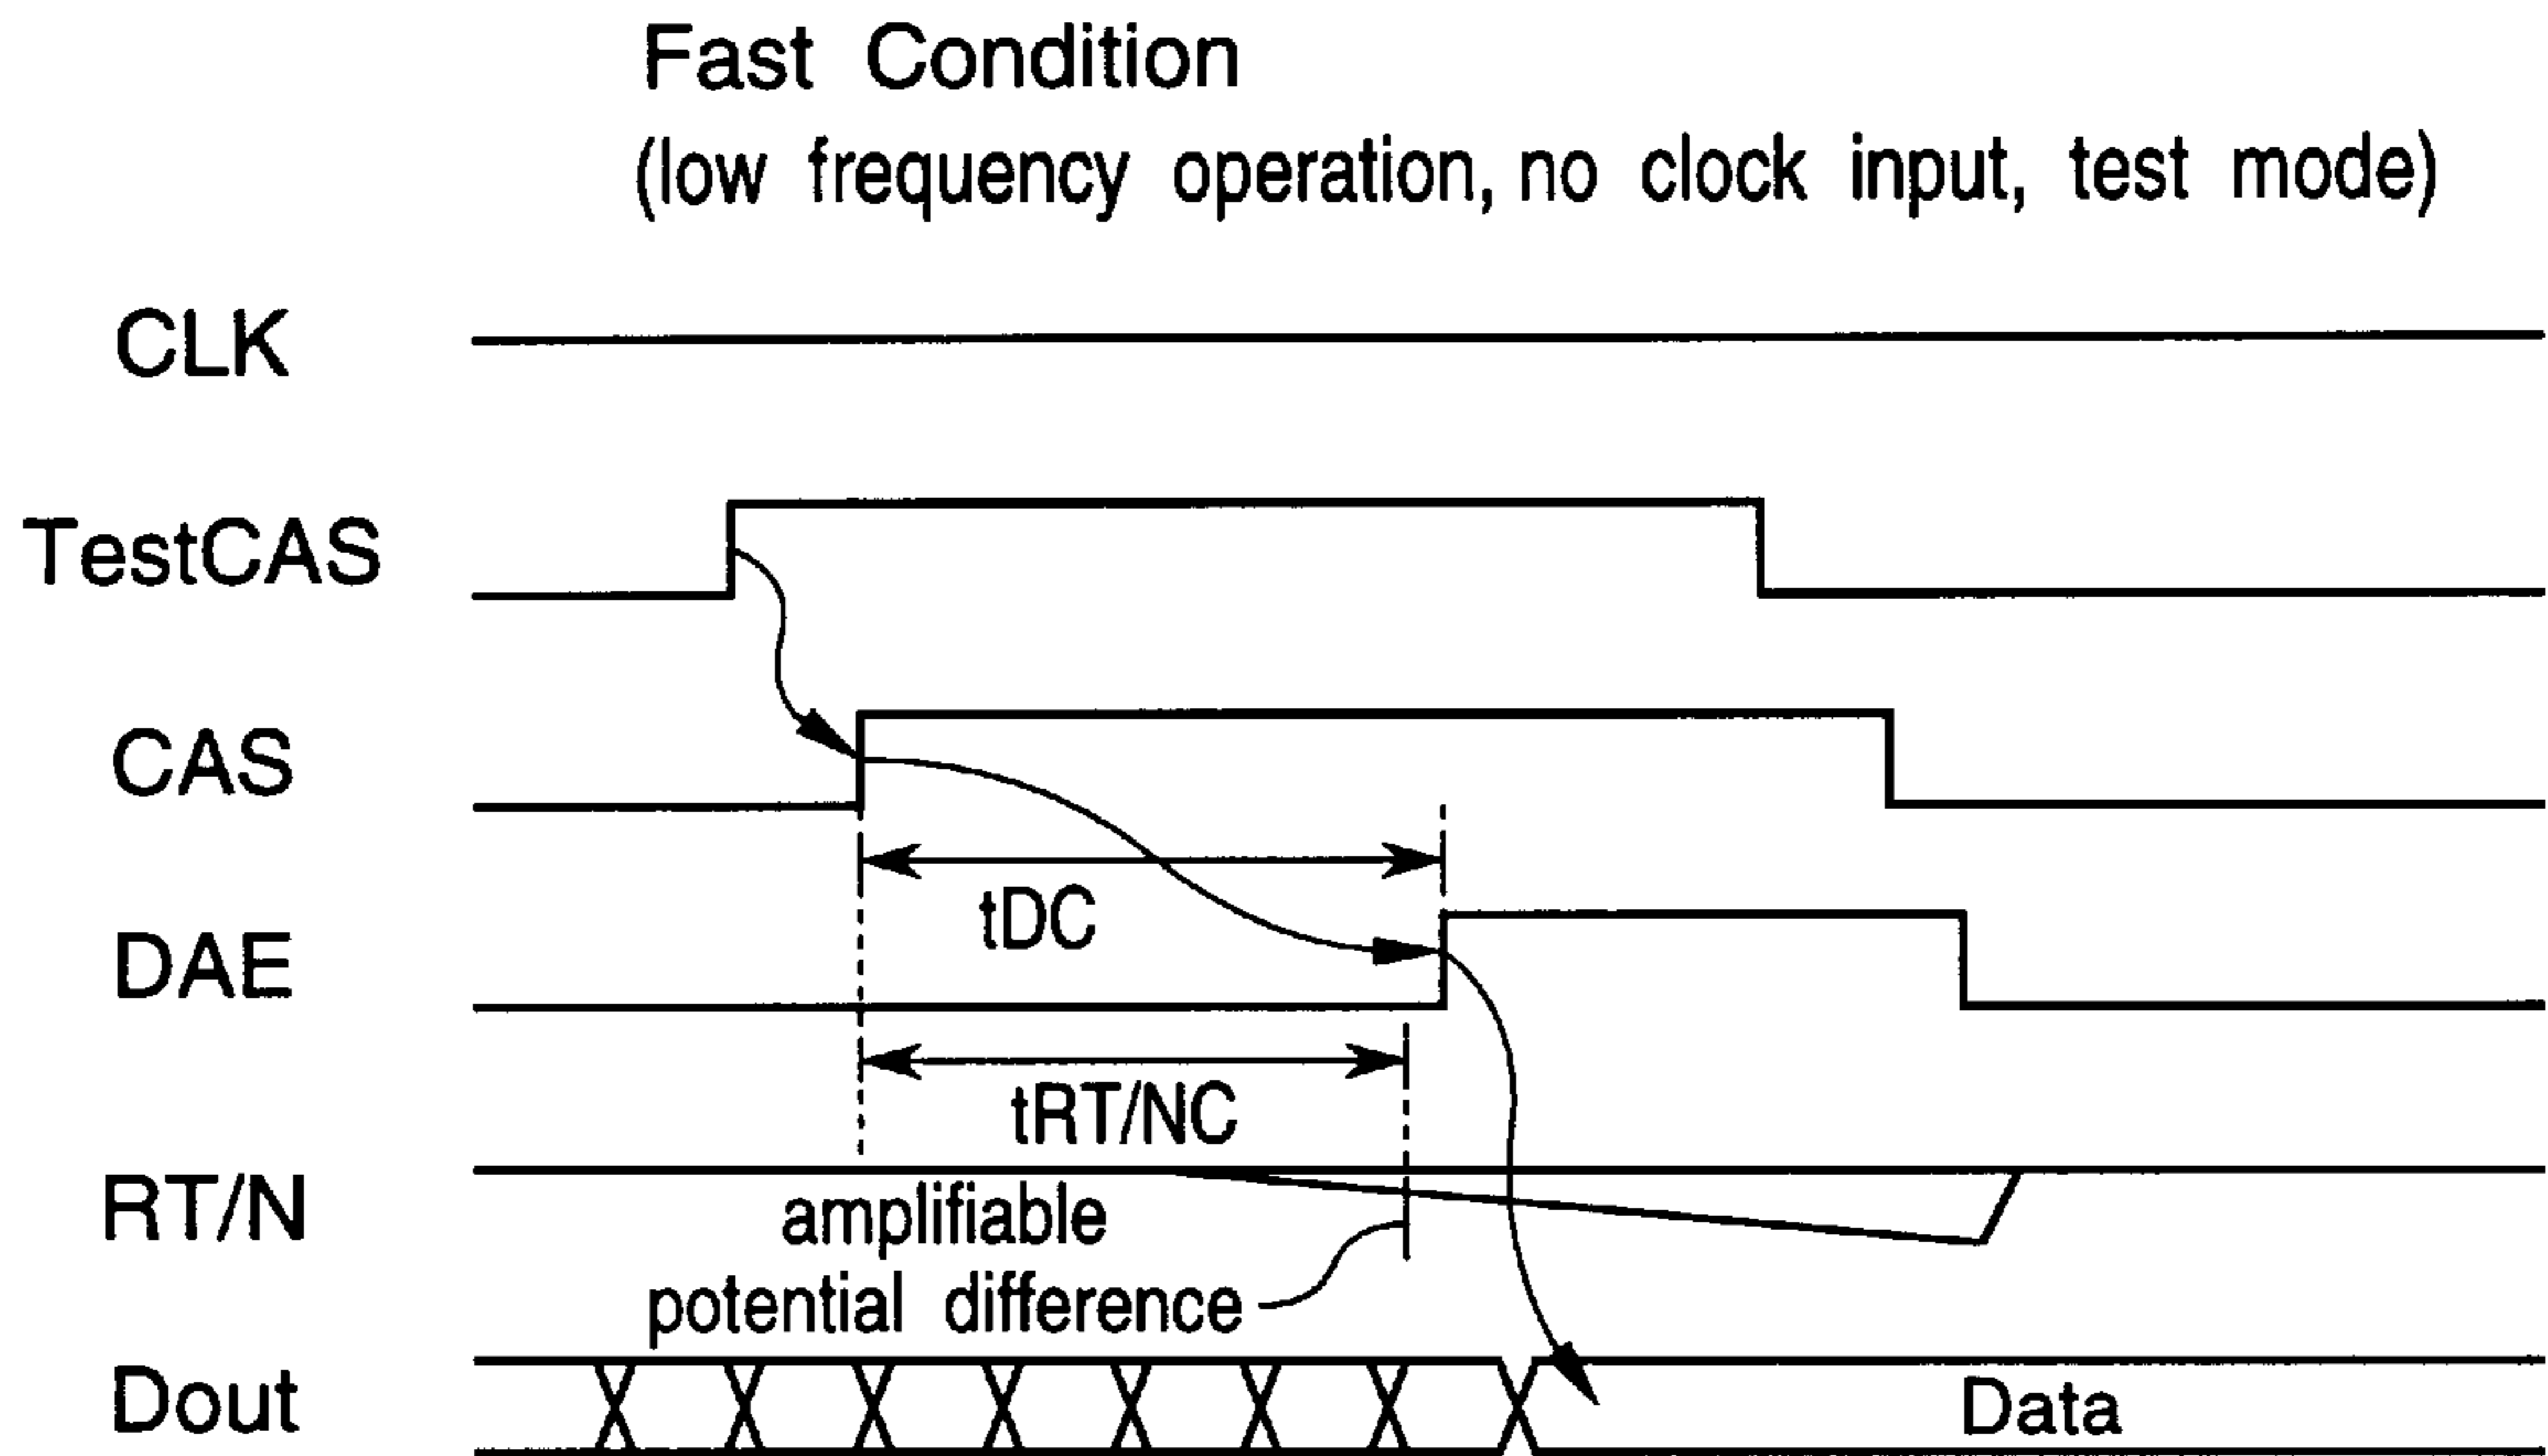 Fast Condition
(low frequency operation, no clock input, test mode)
CLK
TestCAS
CAS
tDC
DAE
tRT/NC
RT/N
amplifiable
potential difference
Dout
Data